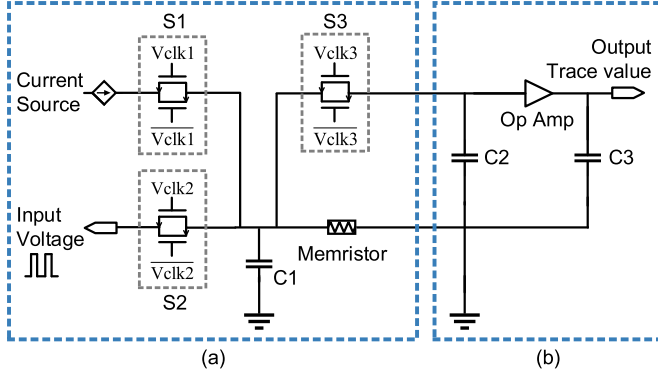 S1
S3
Vclk1
Vclk3
Output
Trace value
Current
Source
Op Amp
Vclk1
Vclk3
C2
C3
Vclk2
Input
Voltage
Memristor
Vclk2
C1
S2
(a)
(b)